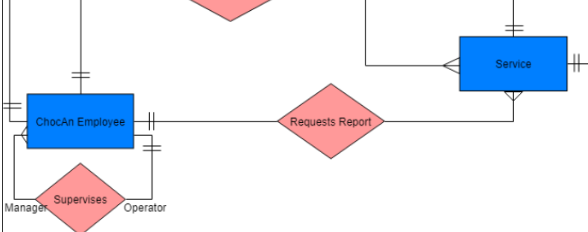 Service
ChocAn Employee
Requests Report
Supervises
Manager
Operator